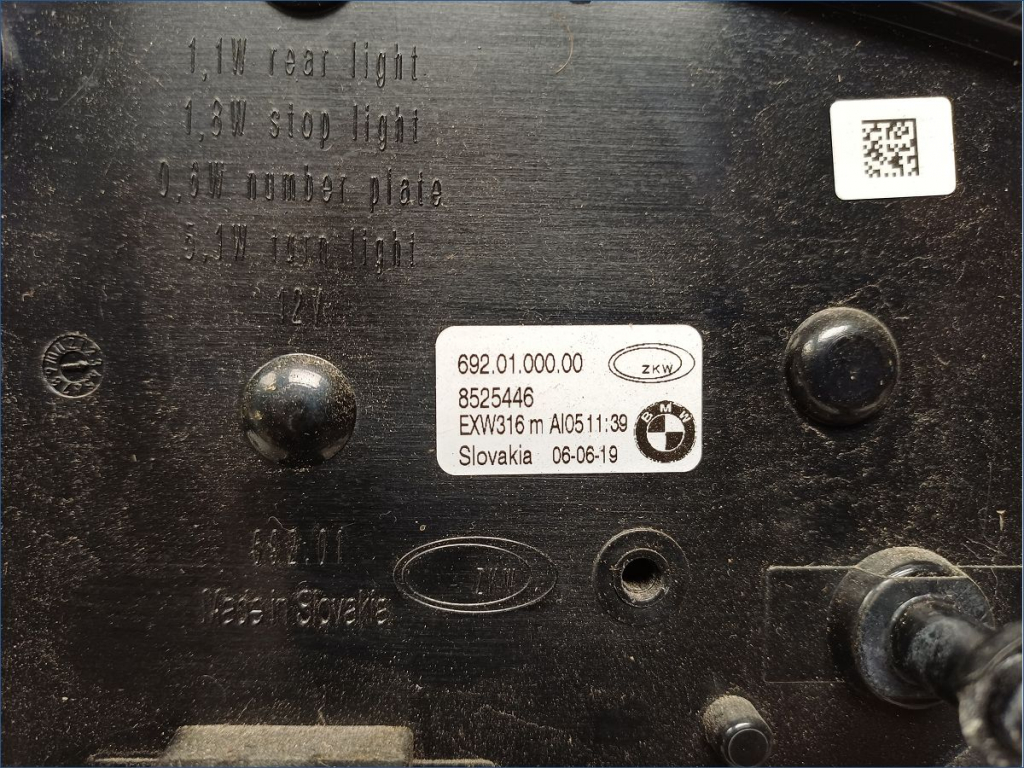 1,1W rear light
1,8W stop light
0,6W number plate
5,1W turn light
12V
692.01.000.00
ZKW
8525446
EXW316 m AI0511:39
BMW
Slovakia 06-06-19
692.01
ZKW
Made in Slovakia